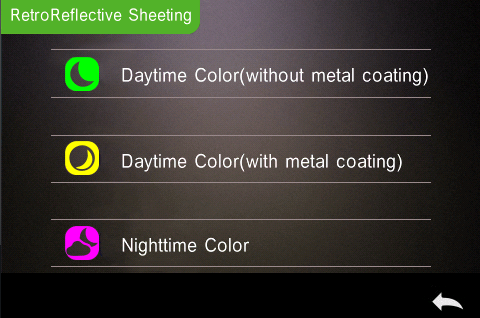 RetroReflective Sheeting
Daytime Color(without metal coating)
Daytime Color(with metal coating)
Nighttime Color